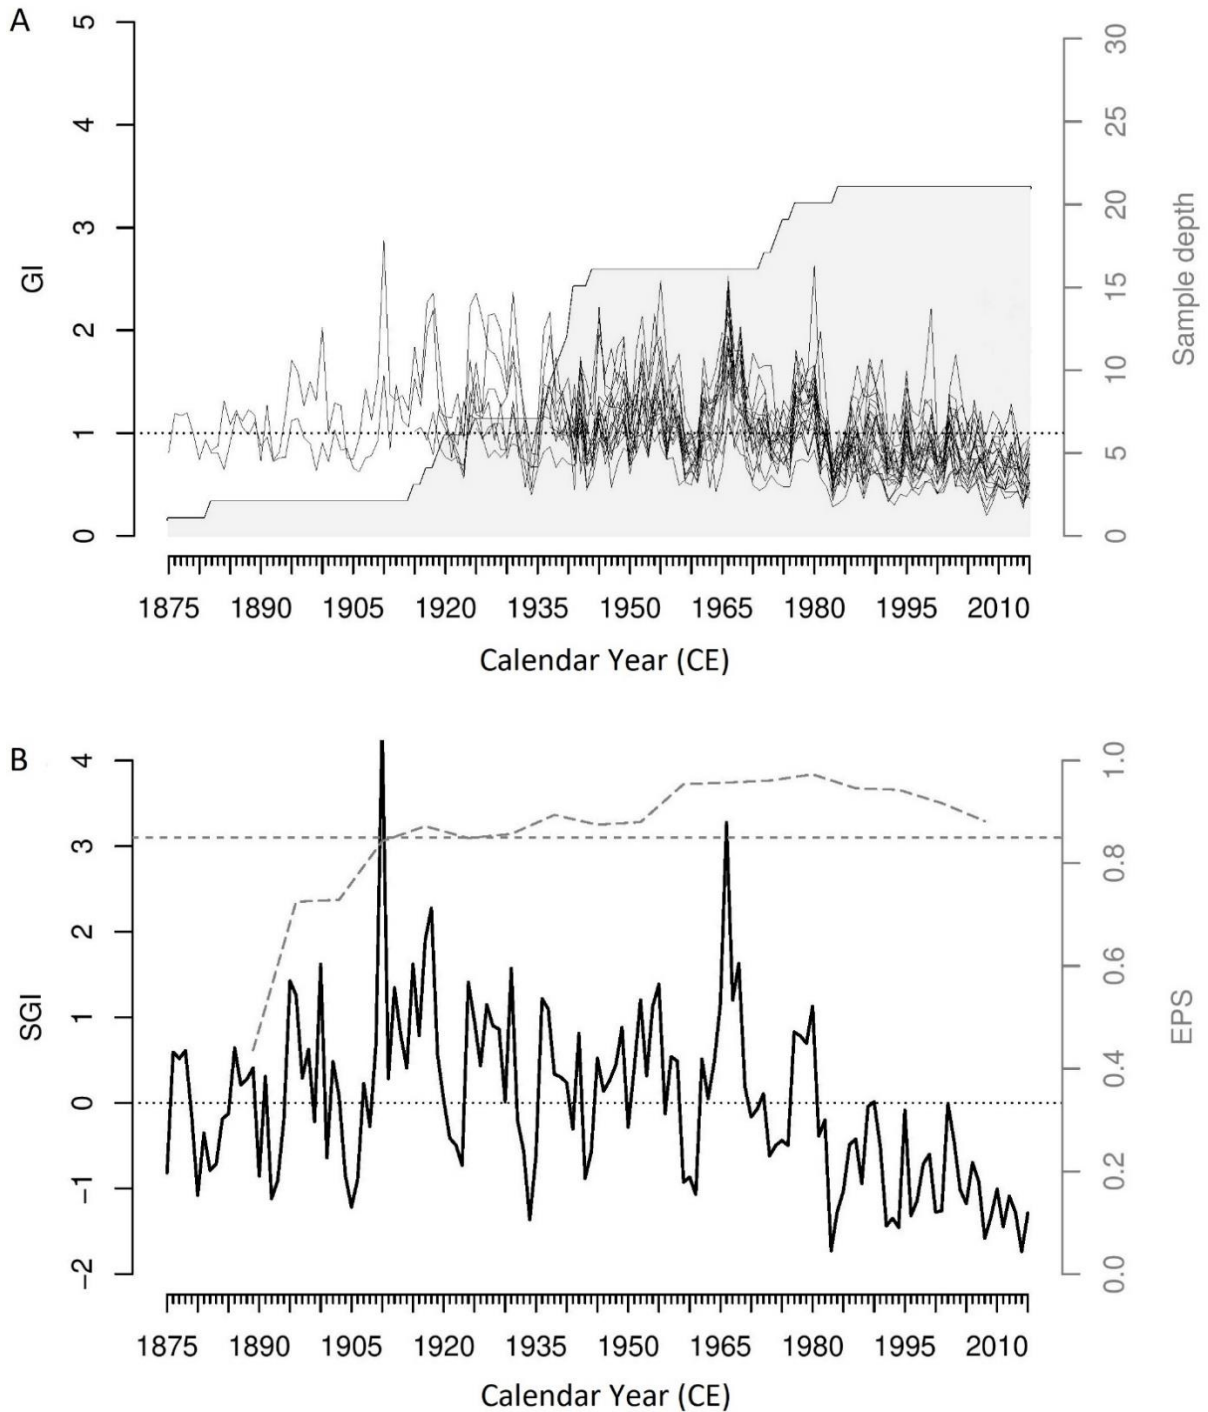 A
GI
0 1 2 3 4 5
Sample depth
0 5 10 15 20 25 30
1875 1890 1905 1920 1935 1950 1965 1980 1995 2010
Calendar Year (CE)
B
SGI
−2 −1 0 1 2 3 4
EPS
0.0 0.2 0.4 0.6 0.8 1.0
1875 1890 1905 1920 1935 1950 1965 1980 1995 2010
Calendar Year (CE)